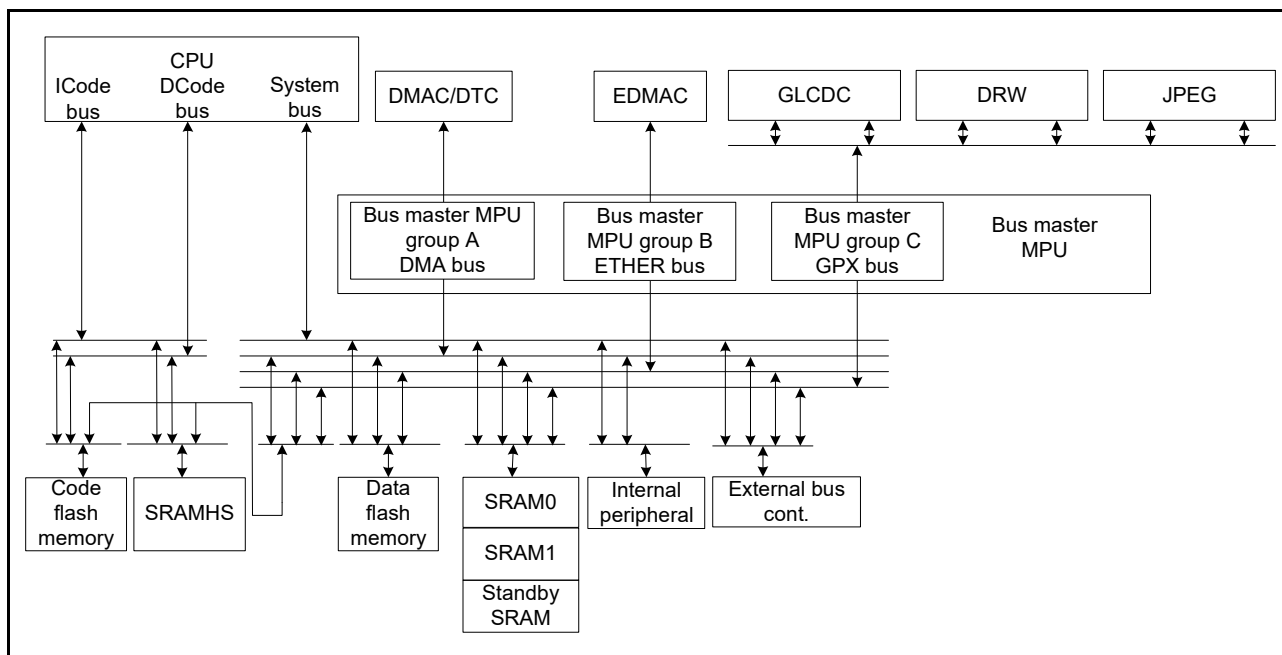 CPU
ICode
bus
DCode
bus
System
bus
DMAC/DTC
EDMAC
GLCDC
DRW
JPEG
Bus master MPU
group A
DMA bus
Bus master
MPU group B
ETHER bus
Bus master
MPU group C
GPX bus
Bus master
MPU
Code
flash
memory
SRAMHS
Data
flash
memory
SRAM0
SRAM1
Standby
SRAM
Internal
peripheral
External bus
cont.